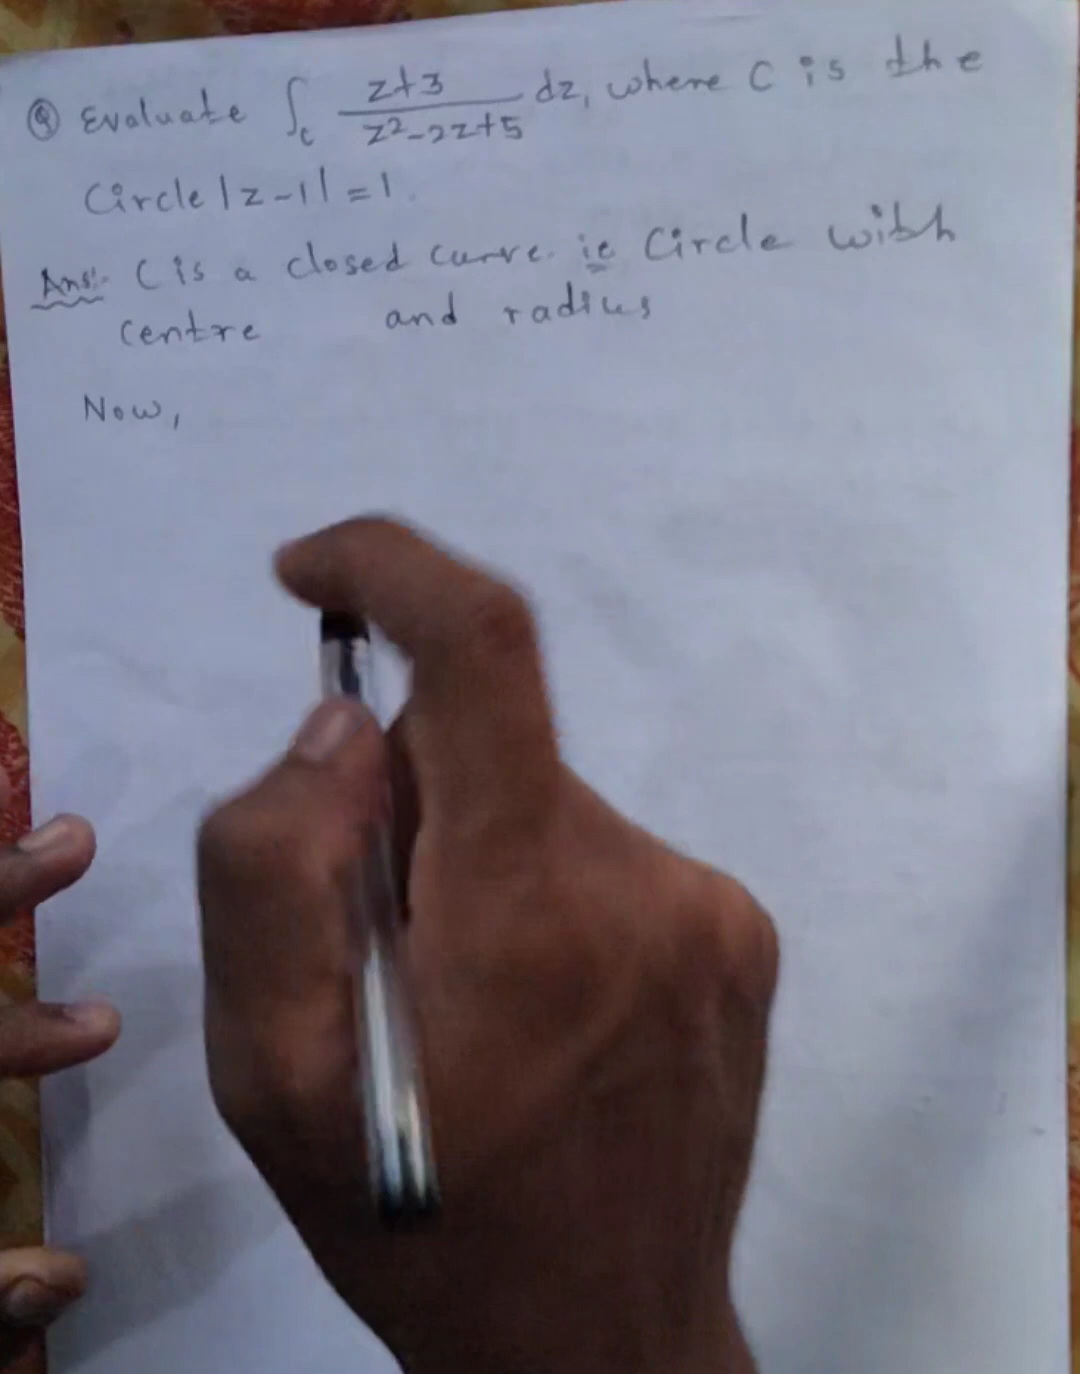 Q Evaluate ∫c z+3 / z²-2z+5 dz, where C is the
Circle |z-1|=1.
Ans:- C is a closed curve. ie Circle with
centre and radius
Now,